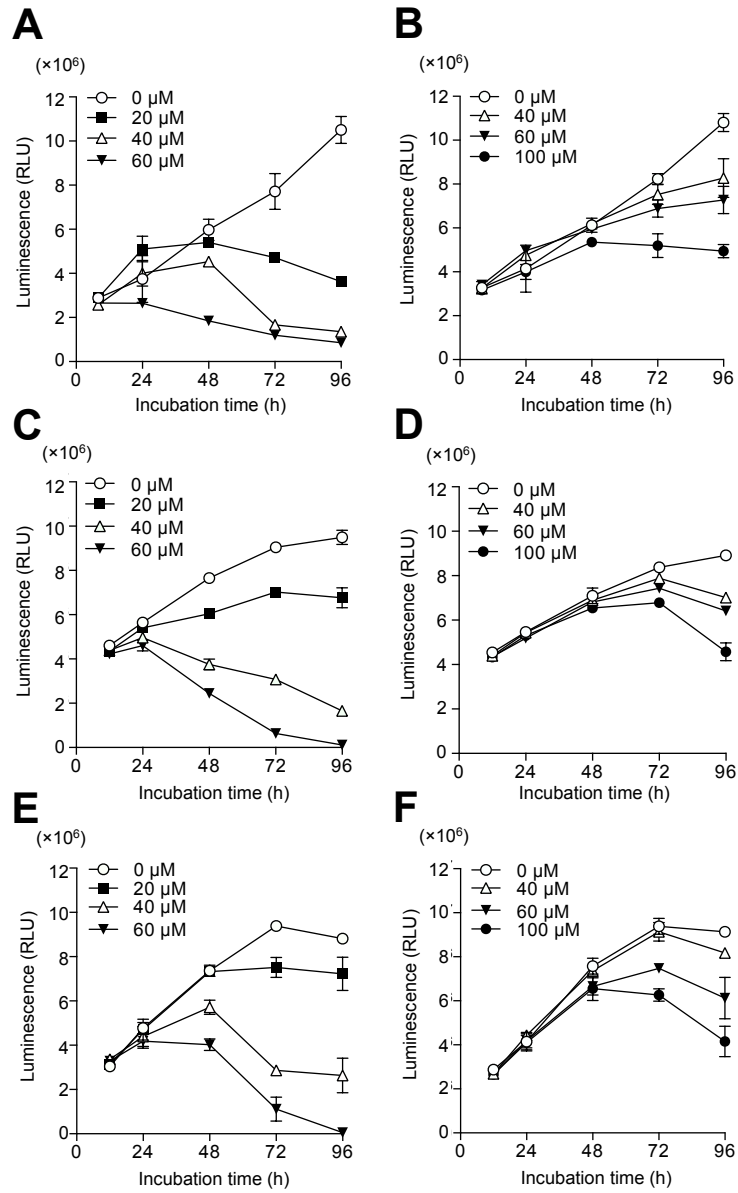 A
(×10⁶)
0 µM
20 µM
40 µM
60 µM
Luminescence (RLU)
12
10
8
6
4
2
0
0 24 48 72 96
Incubation time (h)
B
(×10⁶)
0 µM
40 µM
60 µM
100 µM
Luminescence (RLU)
12
10
8
6
4
2
0
0 24 48 72 96
Incubation time (h)
C
(×10⁶)
0 µM
20 µM
40 µM
60 µM
Luminescence (RLU)
12
10
8
6
4
2
0
0 24 48 72 96
Incubation time (h)
D
(×10⁶)
0 µM
40 µM
60 µM
100 µM
Luminescence (RLU)
12
10
8
6
4
2
0
0 24 48 72 96
Incubation time (h)
E
(×10⁶)
0 µM
20 µM
40 µM
60 µM
Luminescence (RLU)
12
10
8
6
4
2
0
0 24 48 72 96
Incubation time (h)
F
(×10⁶)
0 µM
40 µM
60 µM
100 µM
Luminescence (RLU)
12
10
8
6
4
2
0
0 24 48 72 96
Incubation time (h)